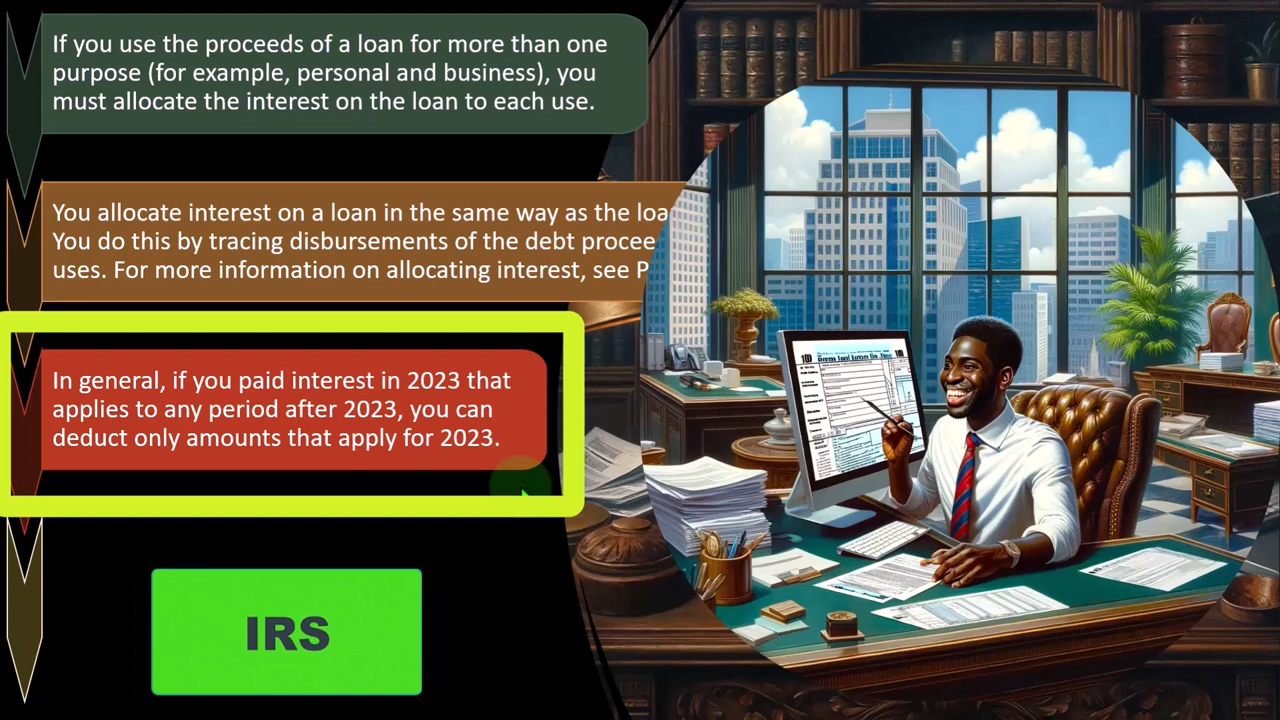 If you use the proceeds of a loan for more than one
purpose (for example, personal and business), you
must allocate the interest on the loan to each use.
You allocate interest on a loan in the same way as the
You do this by tracing disbursements of the debt
uses. For more information on allocating interest, see
In general, if you paid interest in 2023 that
applies to any period after 2023, you can
deduct only amounts that apply for 2023.
IRS